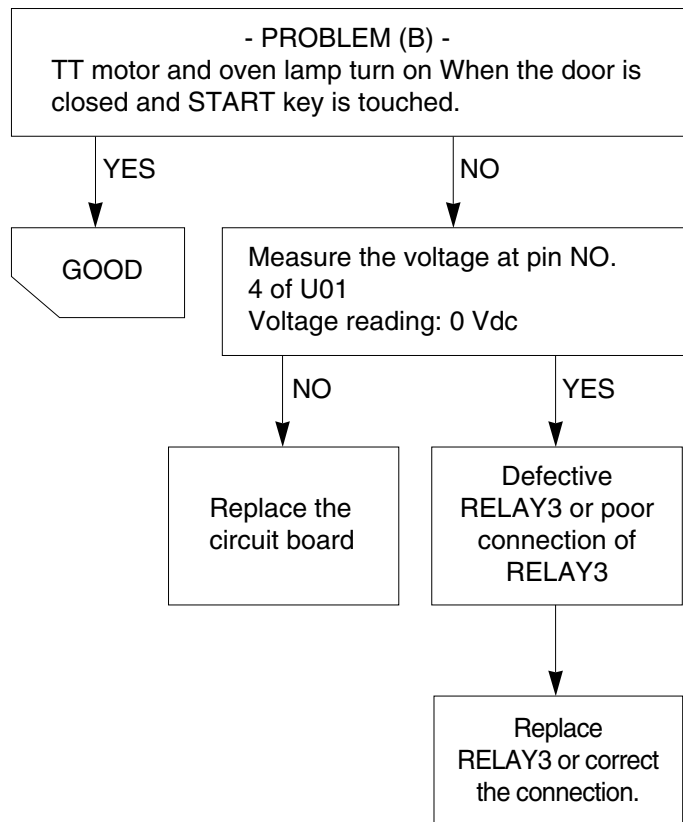 - PROBLEM (B) -
TT motor and oven lamp turn on When the door is
closed and START key is touched.
YES
NO
GOOD
Measure the voltage at pin NO.
4 of U01
Voltage reading: 0 Vdc
NO
YES
Replace the
circuit board
Defective
RELAY3 or poor
connection of
RELAY3
Replace
RELAY3 or correct
the connection.